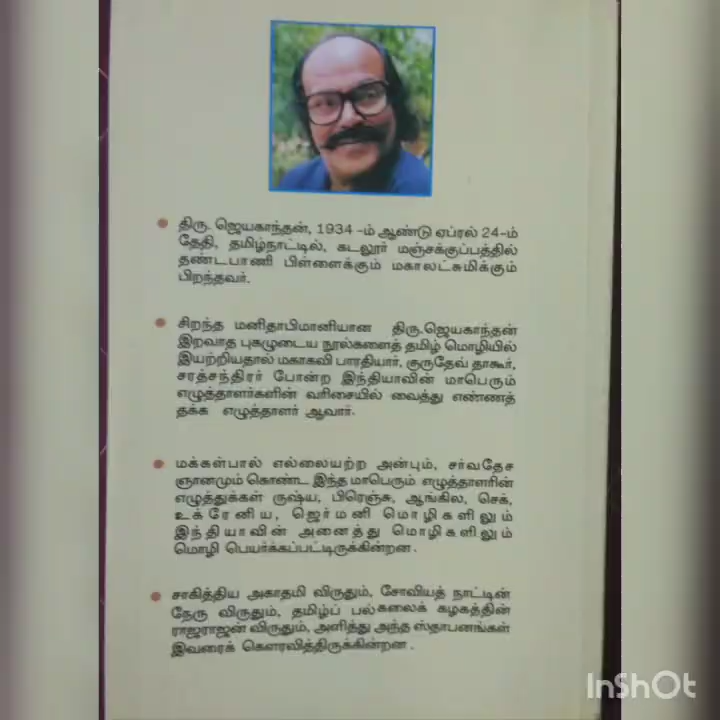 திரு. ஜெயகாந்தன், 1934 -ம் ஆண்டு ஏப்ரல் 24-ம்
தேதி, தமிழ்நாட்டில், கடலூர் மஞ்சக்குப்பத்தில்
தண்டபாணி பிள்ளைக்கும் மகாலட்சுமிக்கும்
பிறந்தவர்.
சிறந்த மனிதாபிமானியான திரு.ஜெயகாந்தன்
இறவாத புகழுடைய நூல்களைத் தமிழ் மொழியில்
இயற்றியதால் மகாகவி பாரதியார், குருதேவ் தாகூர்,
சரத்சந்திரர் போன்ற இந்தியாவின் மாபெரும்
எழுத்தாளர்களின் வரிசையில் வைத்து எண்ணத்
தக்க எழுத்தாளர் ஆவார்.
மக்கள்பால் எல்லையற்ற அன்பும், சர்வதேச
ஞானமும் கொண்ட இந்த மாபெரும் எழுத்தாளரின்
எழுத்துக்கள் ருஷ்ய, பிரெஞ்சு, ஆங்கில, செக்,
உக்ரேனிய, ஜெர்மனி மொழிகளிலும்
இந்தியாவின் அனைத்து மொழிகளிலும்
மொழி பெயர்க்கப்பட்டிருக்கின்றன.
சாகித்திய அகாதமி விருதும், சோவியத் நாட்டின்
நேரு விருதும், தமிழ்ப் பல்கலைக் கழகத்தின்
ராஜராஜன் விருதும், அளித்து அந்த ஸ்தாபனங்கள்
இவரைக் கௌரவித்திருக்கின்றன.
InShOt